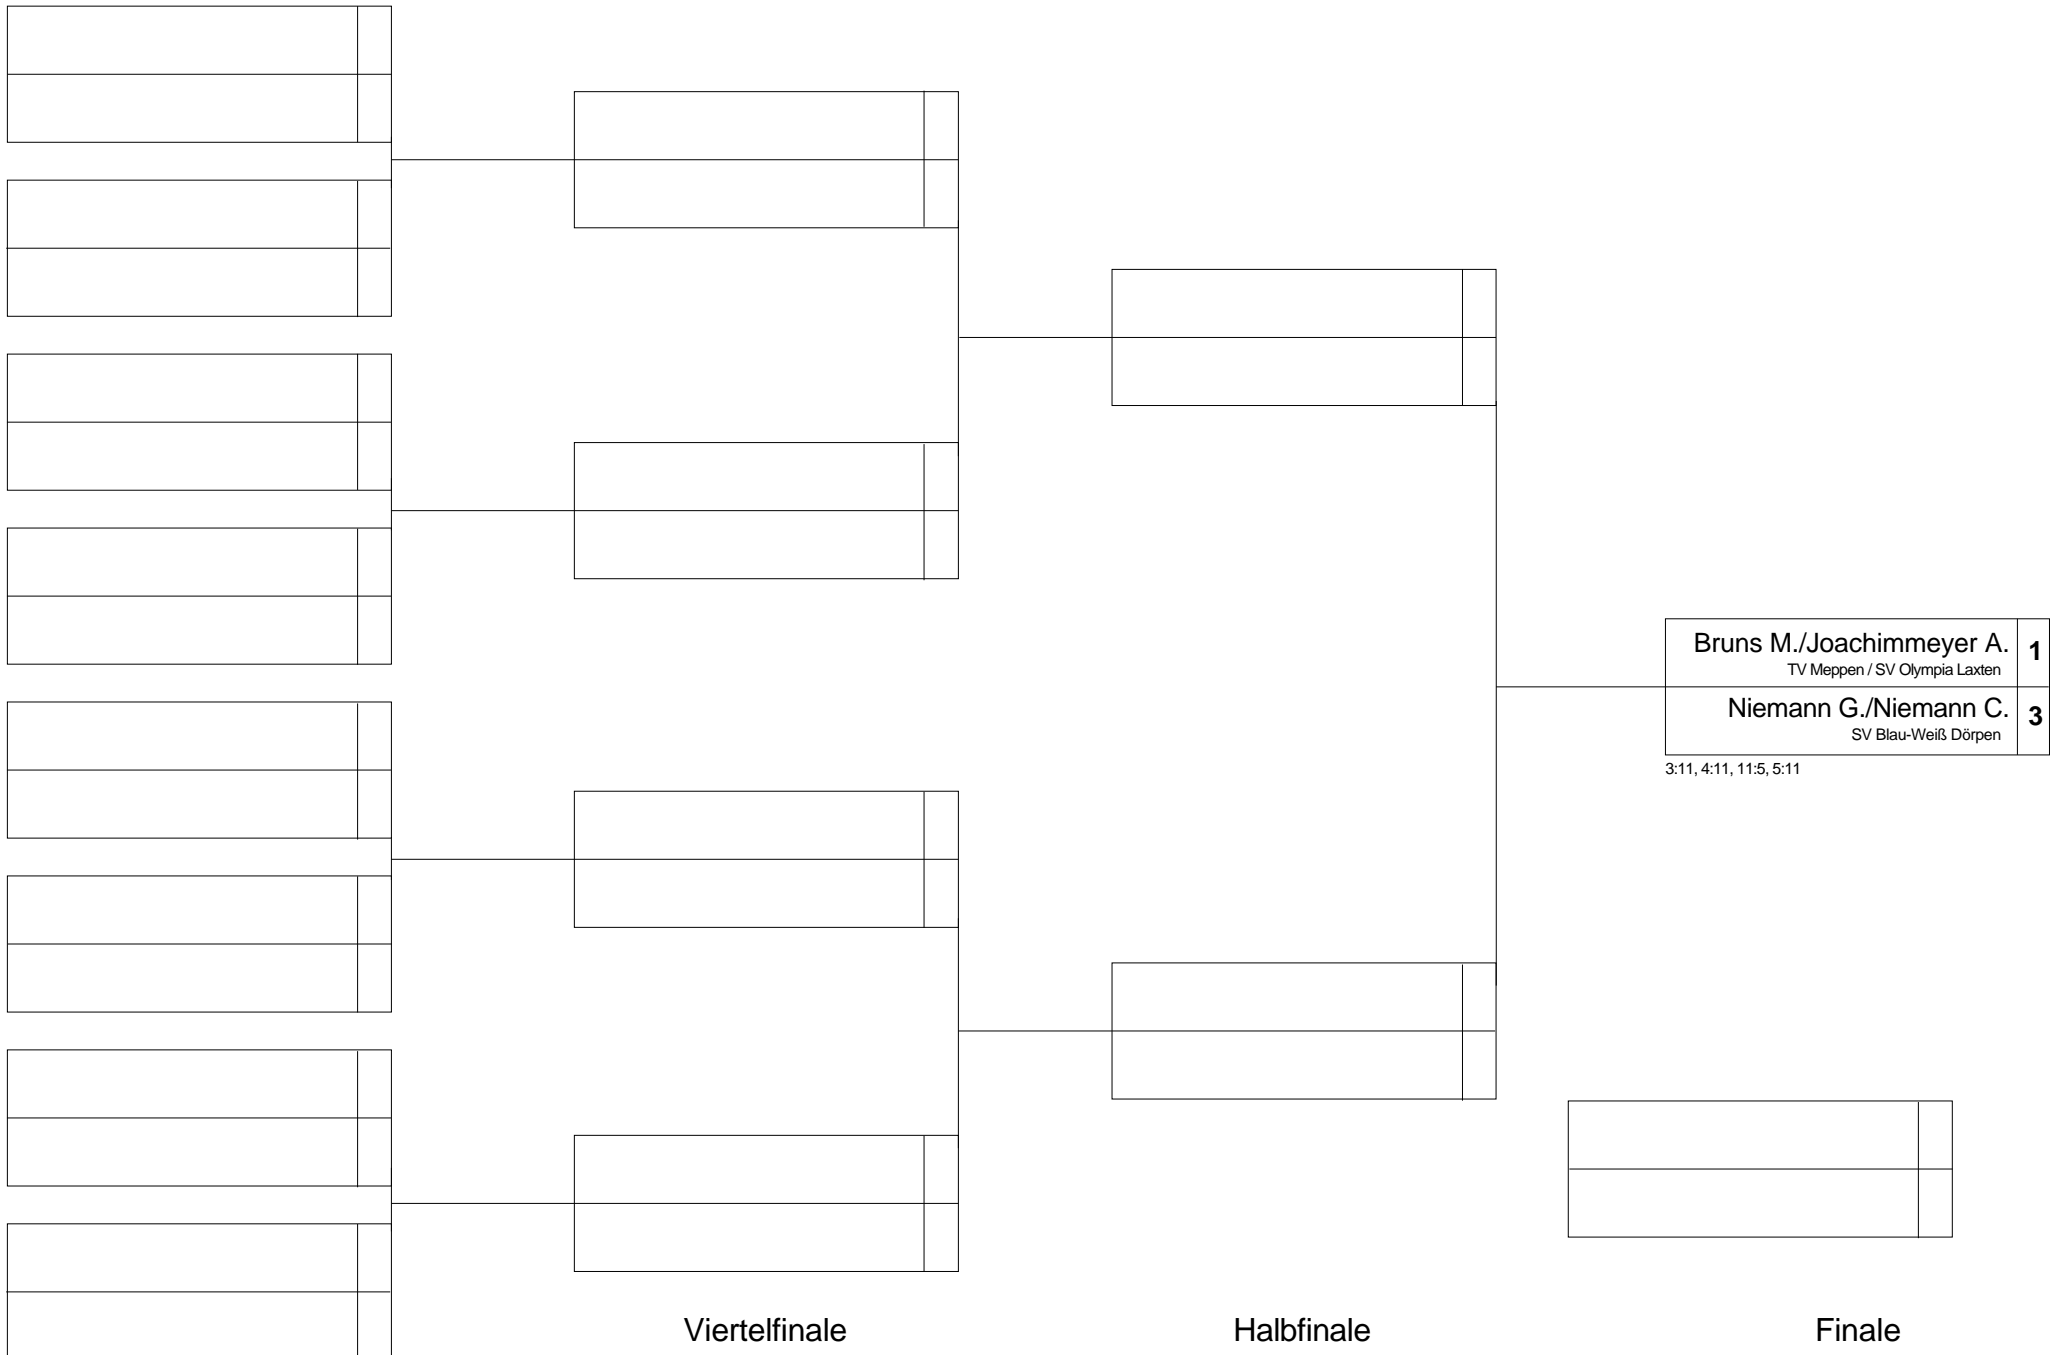 Bruns M./Joachimmeyer A. 1
TV Meppen / SV Olympia Laxten
Niemann G./Niemann C. 3
SV Blau-Weiß Dörpen
3:11, 4:11, 11:5, 5:11
Viertelfinale Halbfinale Finale